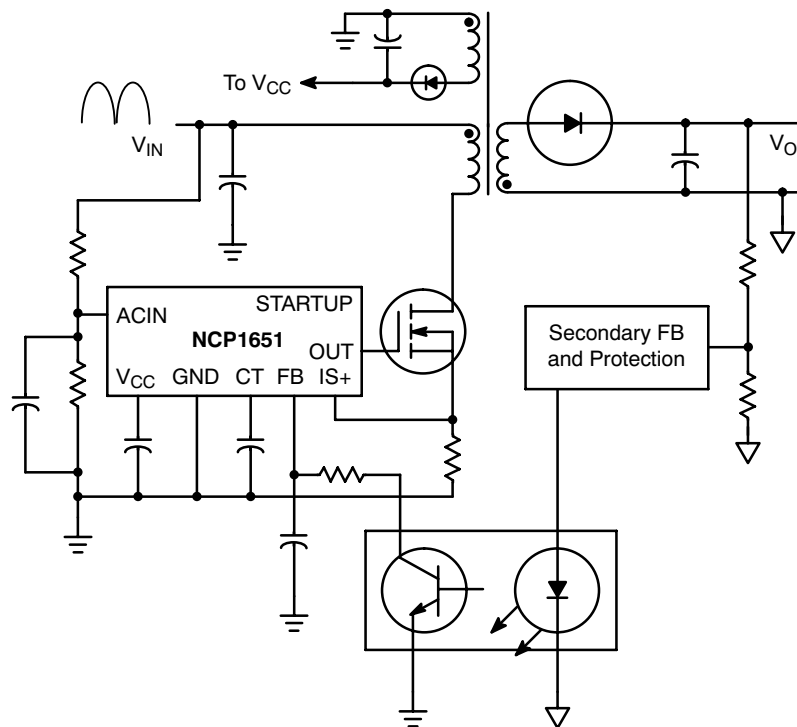 To VCC
VIN
VO
STARTUP
ACIN
NCP1651
OUT
VCC GND CT FB IS+
Secondary FB
and Protection